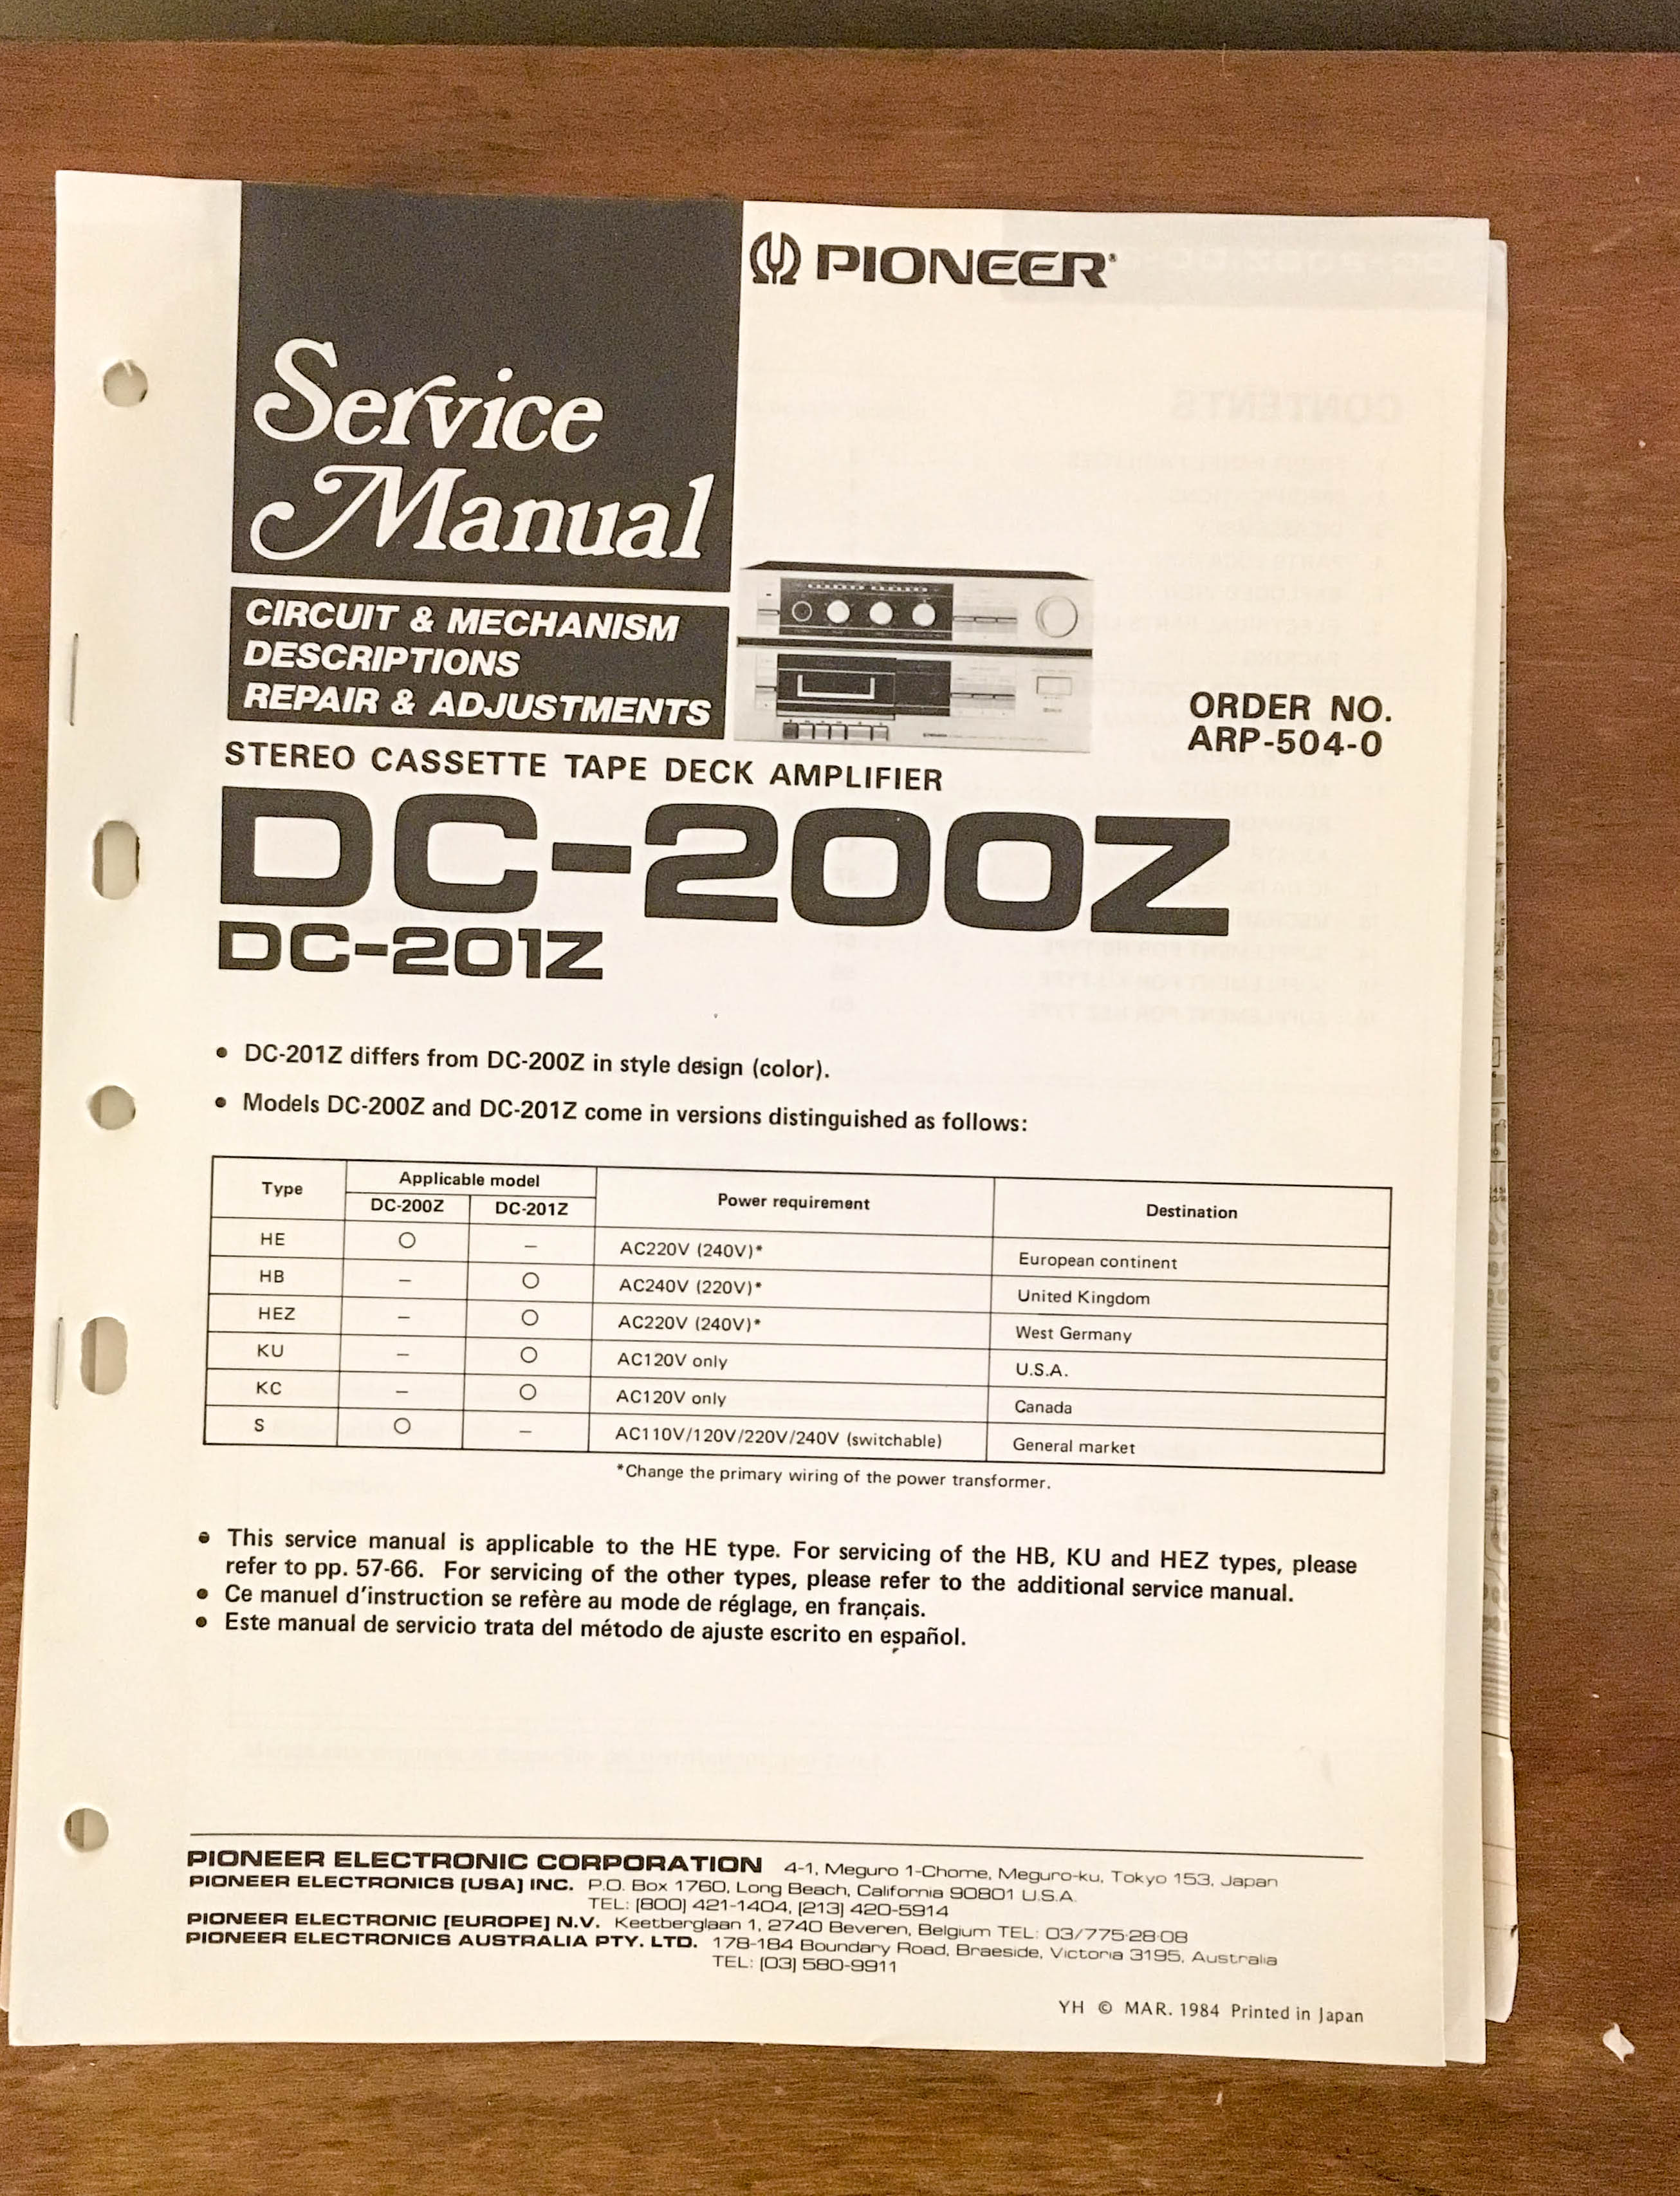 PIONEER®
Service
Manual
CIRCUIT & MECHANISM
DESCRIPTIONS
REPAIR & ADJUSTMENTS
ORDER NO.
ARP-504-0
STEREO CASSETTE TAPE DECK AMPLIFIER
DC-200Z
DC-201Z
• DC-201Z differs from DC-200Z in style design (color).
• Models DC-200Z and DC-201Z come in versions distinguished as follows:
Type Applicable model Power requirement Destination
DC-200Z DC-201Z
HE ○ – AC220V (240V)* European continent
HB – ○ AC240V (220V)* United Kingdom
HEZ – ○ AC220V (240V)* West Germany
KU – ○ AC120V only U.S.A.
KC – ○ AC120V only Canada
S ○ – AC110V/120V/220V/240V (switchable) General market
*Change the primary wiring of the power transformer.
• This service manual is applicable to the HE type. For servicing of the HB, KU and HEZ types, please
refer to pp. 57-66. For servicing of the other types, please refer to the additional service manual.
• Ce manuel d'instruction se refère au mode de réglage, en français.
• Este manual de servicio trata del método de ajuste escrito en español.
PIONEER ELECTRONIC CORPORATION 4-1, Meguro 1-Chome, Meguro-ku, Tokyo 153, Japan
PIONEER ELECTRONICS [USA] INC. P.O. Box 1760, Long Beach, California 90801 U.S.A.
TEL: [800] 421-1404, [213] 420-5914
PIONEER ELECTRONIC [EUROPE] N.V. Keetberglaan 1, 2740 Beveren, Belgium TEL: 03/775·28·08
PIONEER ELECTRONICS AUSTRALIA PTY. LTD. 178-184 Boundary Road, Braeside, Victoria 3195, Australia
TEL: [03] 580-9911
YH © MAR. 1984 Printed in Japan